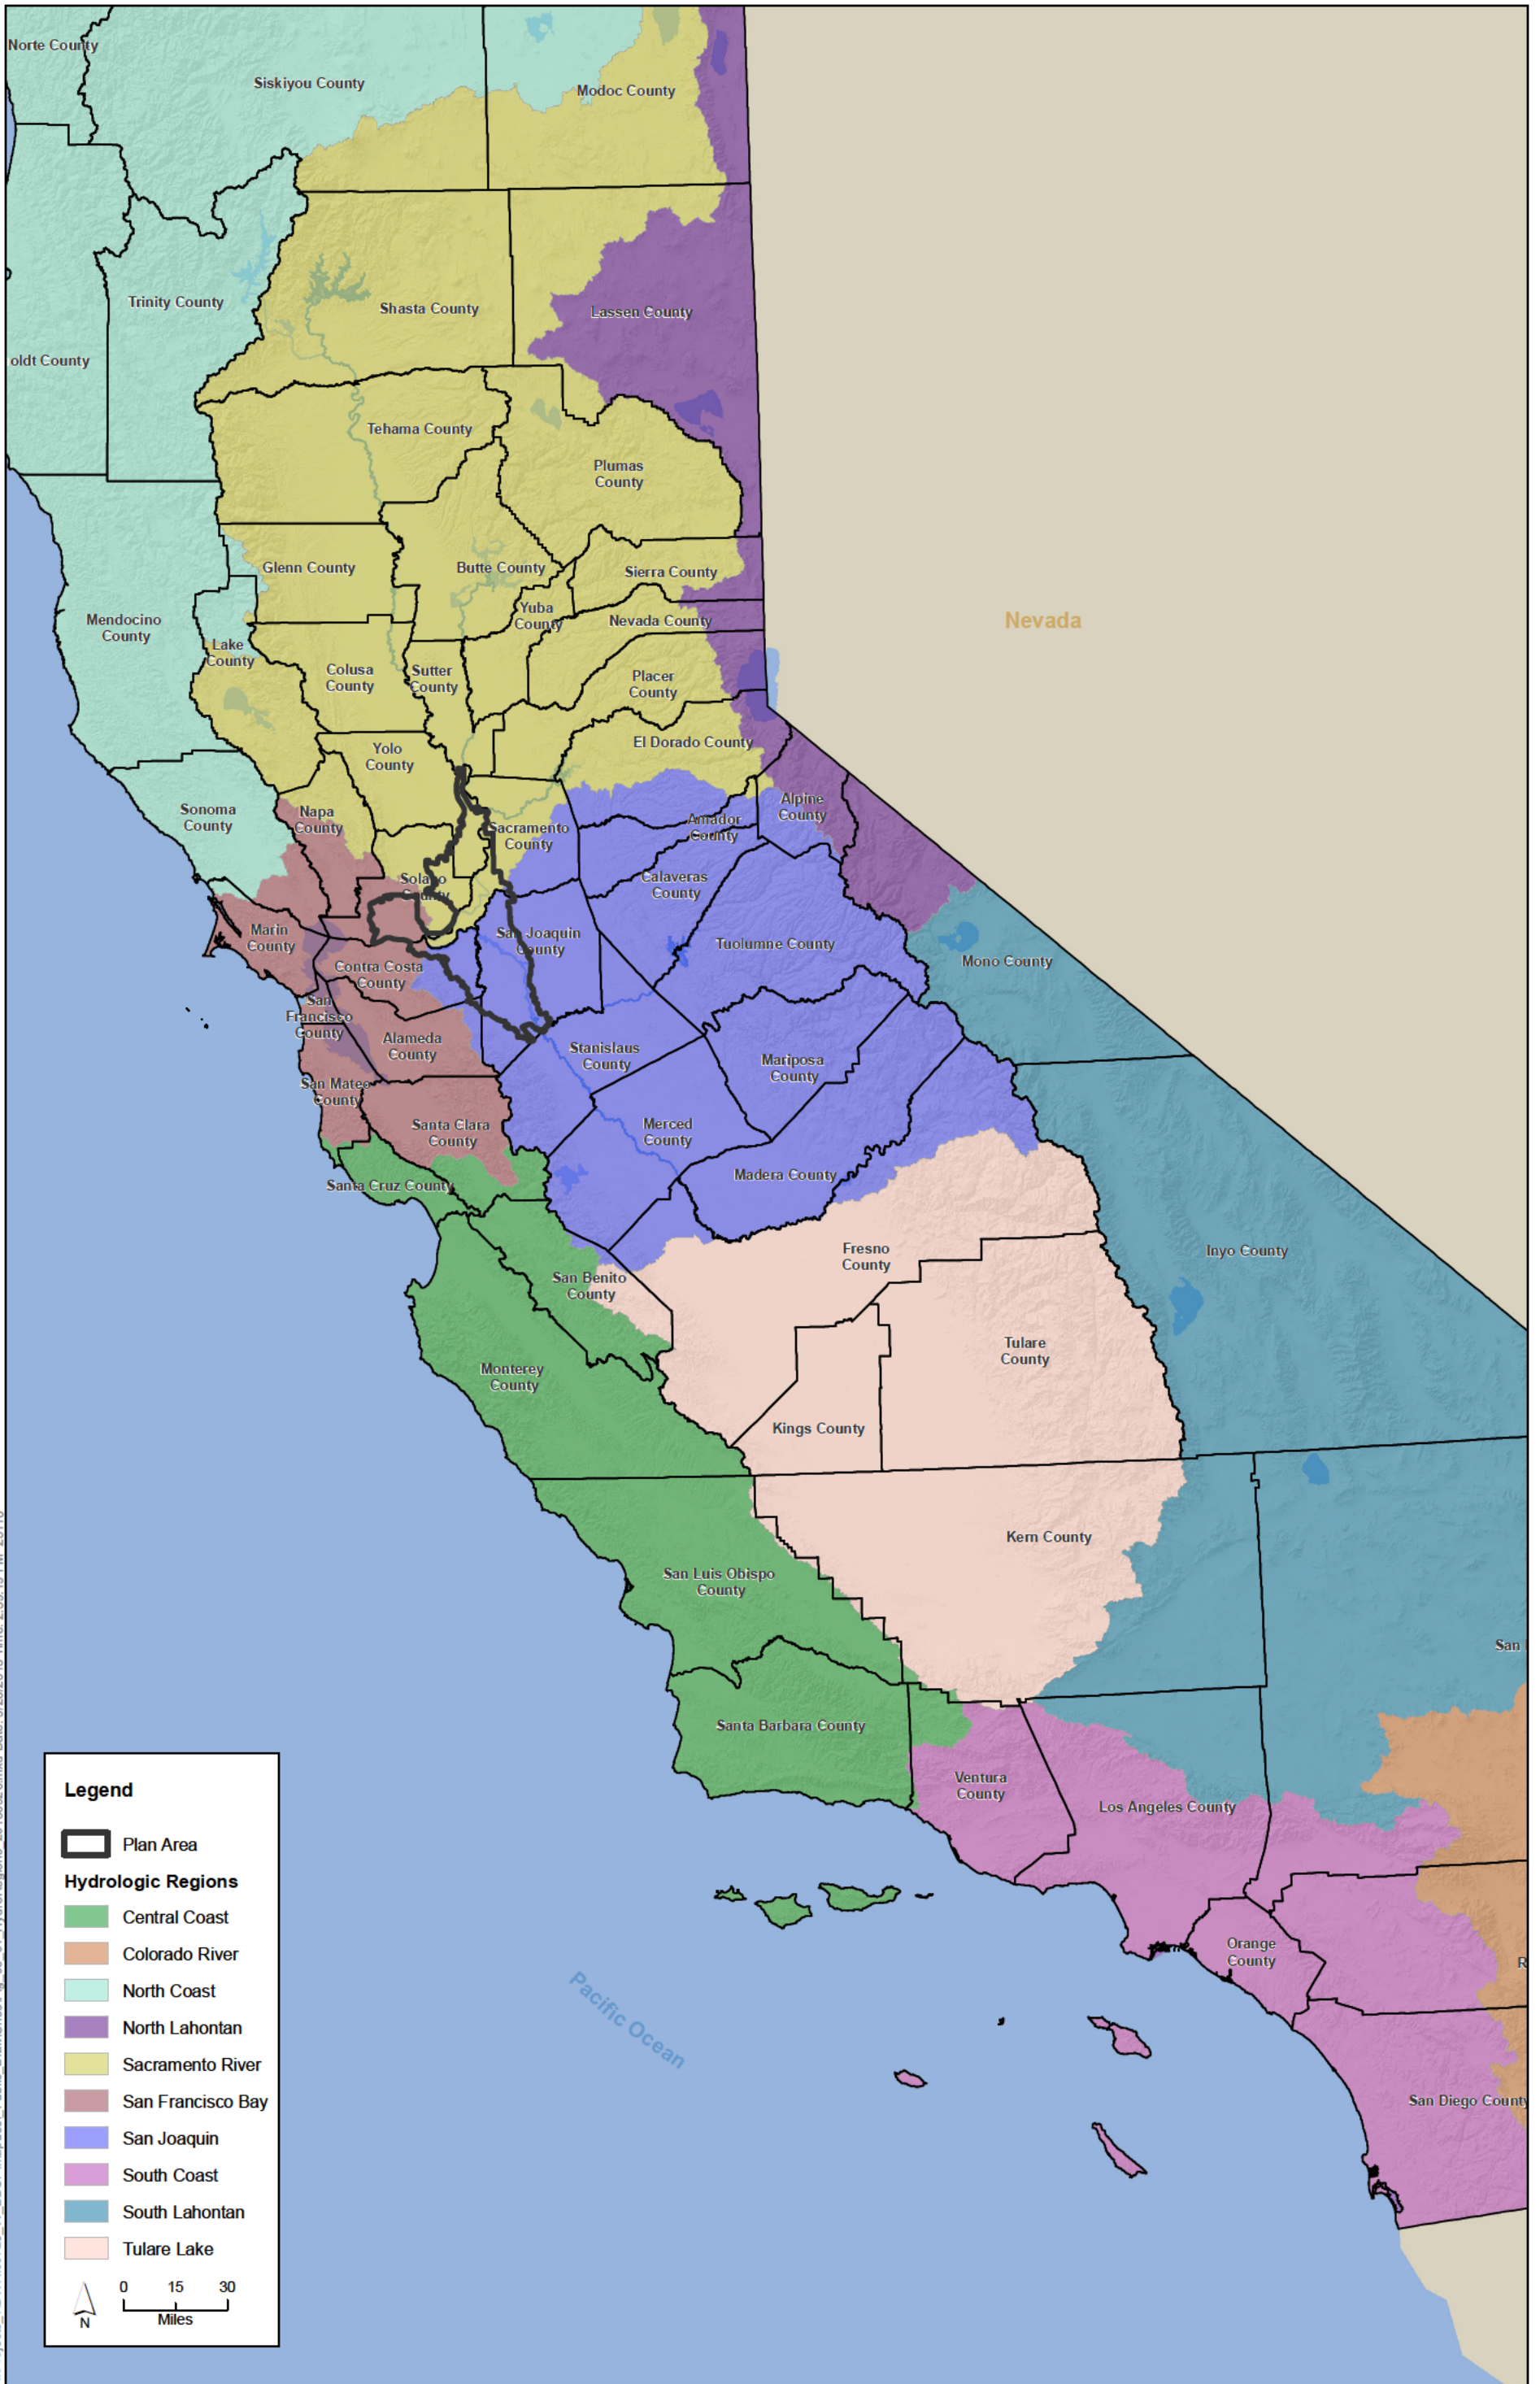 Norte County
Siskiyou County
Modoc County
Trinity County
Shasta County
Lassen County
oldt County
Tehama County
Plumas
County
Glenn County
Butte County
Sierra County
Mendocino
County
Yuba
County
Nevada County
Nevada
Lake
County
Colusa
County
Sutter
County
Placer
County
Yolo
County
El Dorado County
Sonoma
County
Napa
County
Sacramento
County
Amador
County
Alpine
County
Solano
County
Calaveras
County
Marin
County
San Joaquin
County
Tuolumne County
Mono County
Contra Costa
County
San
Francisco
County
Alameda
County
Stanislaus
County
Mariposa
County
San Mateo
County
Santa Clara
County
Merced
County
Santa Cruz County
Madera County
Fresno
County
Inyo County
San Benito
County
Monterey
County
Tulare
County
Kings County
Kern County
San Luis Obispo
County
San
Santa Barbara County
Ventura
County
Los Angeles County
Orange
County
R
Pacific Ocean
San Diego County
Legend
Plan Area
Hydrologic Regions
Central Coast
Colorado River
North Coast
North Lahontan
Sacramento River
San Francisco Bay
San Joaquin
South Coast
South Lahontan
Tulare Lake
0 15 30
Miles
N